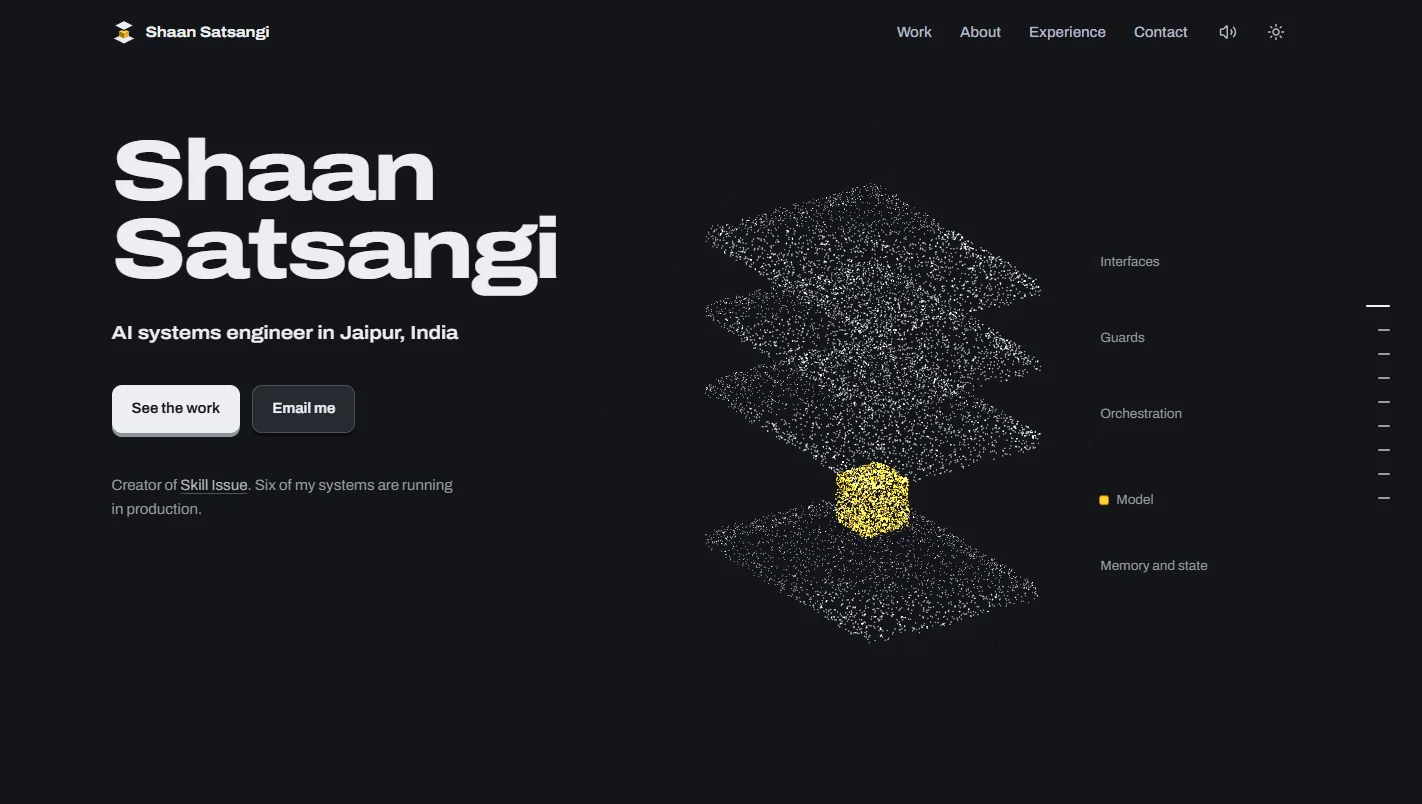 Shaan Satsangi
Work
About
Experience
Contact
Shaan
Satsangi
AI systems engineer in Jaipur, India
See the work
Email me
Creator of Skill Issue. Six of my systems are running
in production.
Interfaces
Guards
Orchestration
Model
Memory and state